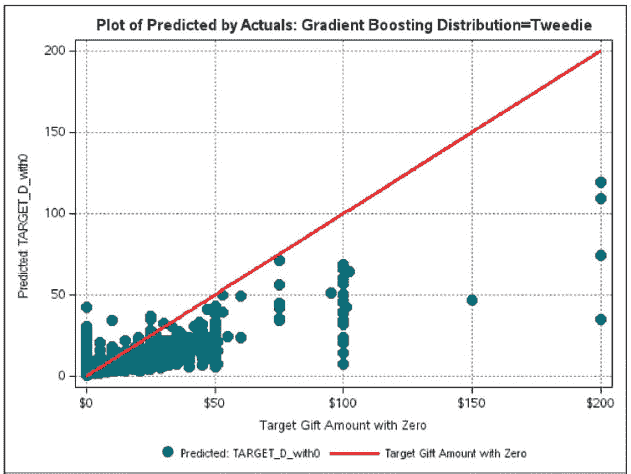 Plot of Predicted by Actuals: Gradient Boosting Distribution=Tweedie
Predicted: TARGET_D_with0
200
150
100
50
0
$0 $50 $100 $150 $200
Target Gift Amount with Zero
Predicted: TARGET_D_with0 Target Gift Amount with Zero